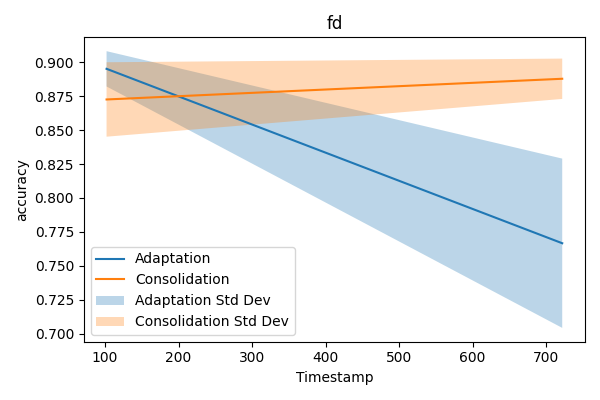 fd
0.900
0.875
0.850
0.825
0.800
0.775
0.750
0.725
0.700
accuracy
Adaptation
Consolidation
Adaptation Std Dev
Consolidation Std Dev
100 200 300 400 500 600 700
Timestamp